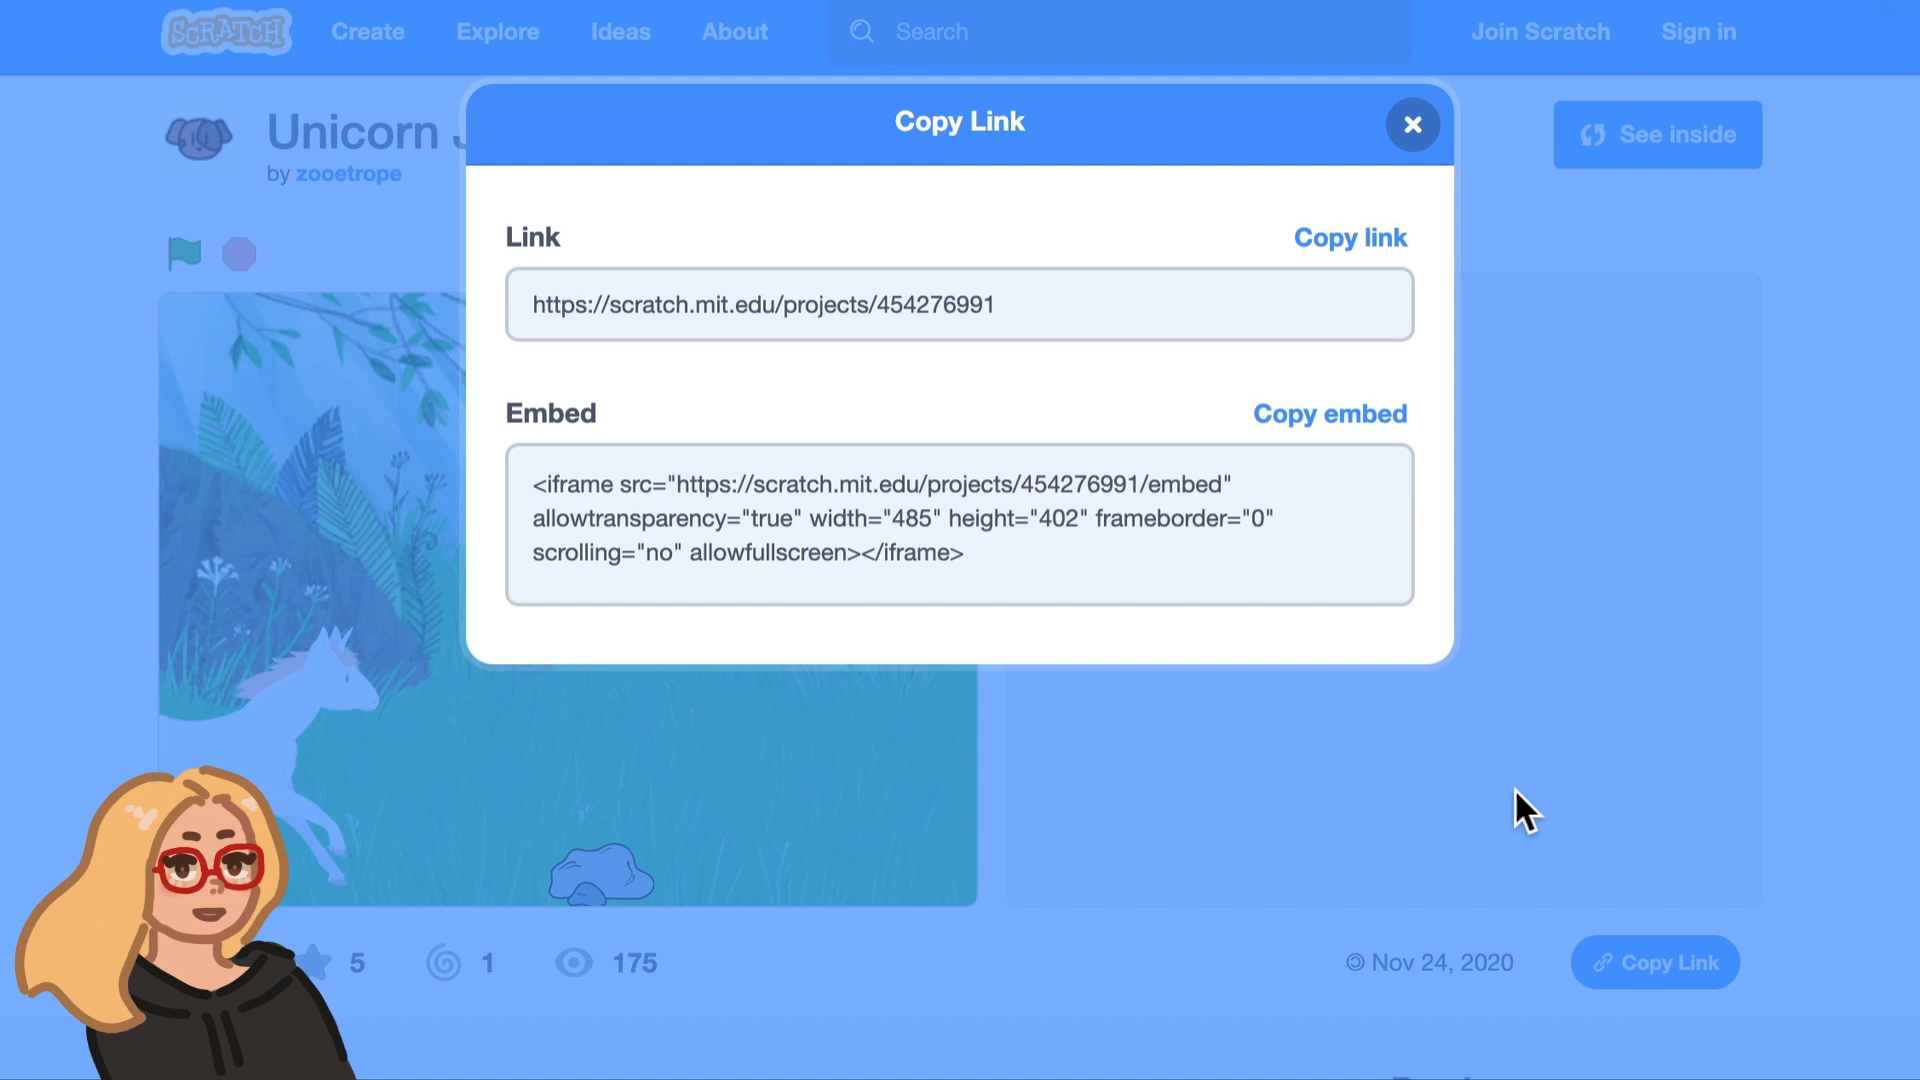 SCRATCH Create Explore Ideas About Search Join Scratch Sign in
Copy Link
Unicorn
See inside
by zooetrope
Link Copy link
https://scratch.mit.edu/projects/454276991
Embed Copy embed
<iframe src="https://scratch.mit.edu/projects/454276991/embed"
allowtransparency="true" width="485" height="402" frameborder="0"
scrolling="no" allowfullscreen></iframe>
5 1 175 Nov 24, 2020 Copy Link